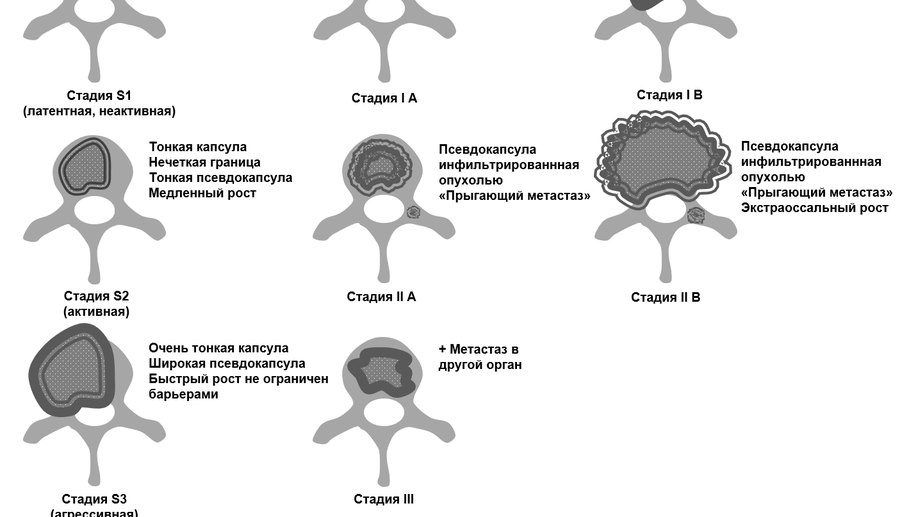 Стадия S1
(латентная, неактивная)
Стадия I A
Стадия I B
Тонкая капсула
Нечеткая граница
Тонкая псевдокапсула
Медленный рост
Псевдокапсула
инфильтрированнная
опухолью
«Прыгающий метастаз»
Псевдокапсула
инфильтрированнная
опухолью
«Прыгающий метастаз»
Экстраоссальный рост
Стадия S2
(активная)
Стадия II A
Стадия II B
Очень тонкая капсула
Широкая псевдокапсула
Быстрый рост не ограничен
барьерами
+ Метастаз в
другой орган
Стадия S3
(агрессивная)
Стадия III